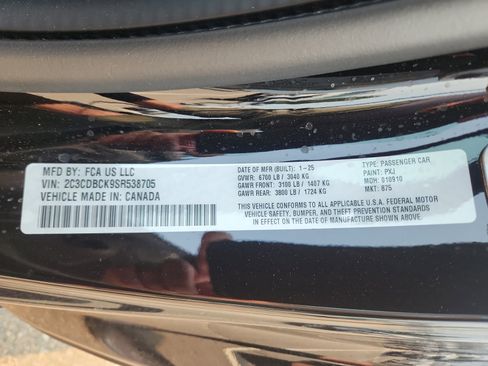 MFD BY: FCA US LLC
VIN: 2C3CDBCK9SR538705
VEHICLE MADE IN: CANADA
DATE OF MFR (BUILT): 1-25
GVWR: 6700 LB / 3040 KG
GAWR FRONT: 3100 LB / 1407 KG
GAWR REAR: 3800 LB / 1724 KG
TYPE: PASSENGER CAR
PAINT: PXJ
MDH: 010910
MKT: B75
THIS VEHICLE CONFORMS TO ALL APPLICABLE U.S.A. FEDERAL MOTOR
VEHICLE SAFETY, BUMPER, AND THEFT PREVENTION STANDARDS
IN EFFECT ON THE DATE OF MANUFACTURE SHOWN ABOVE.